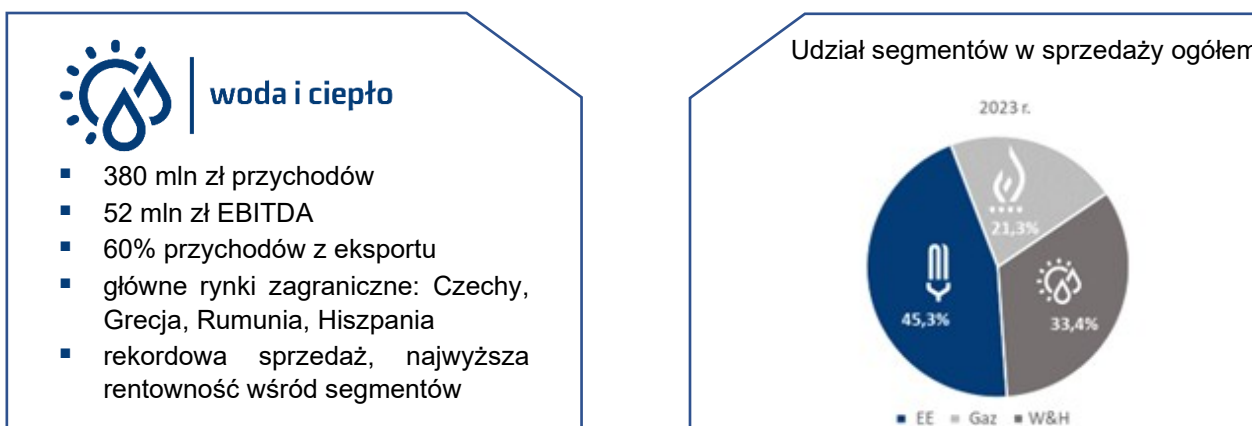 woda i ciepło
▪ 380 mln zł przychodów
▪ 52 mln zł EBITDA
▪ 60% przychodów z eksportu
▪ główne rynki zagraniczne: Czechy,
Grecja, Rumunia, Hiszpania
▪ rekordowa sprzedaż, najwyższa
rentowność wśród segmentów
Udział segmentów w sprzedaży ogółem
2023 r.
21,3%
45,3%
33,4%
EE Gaz W&H